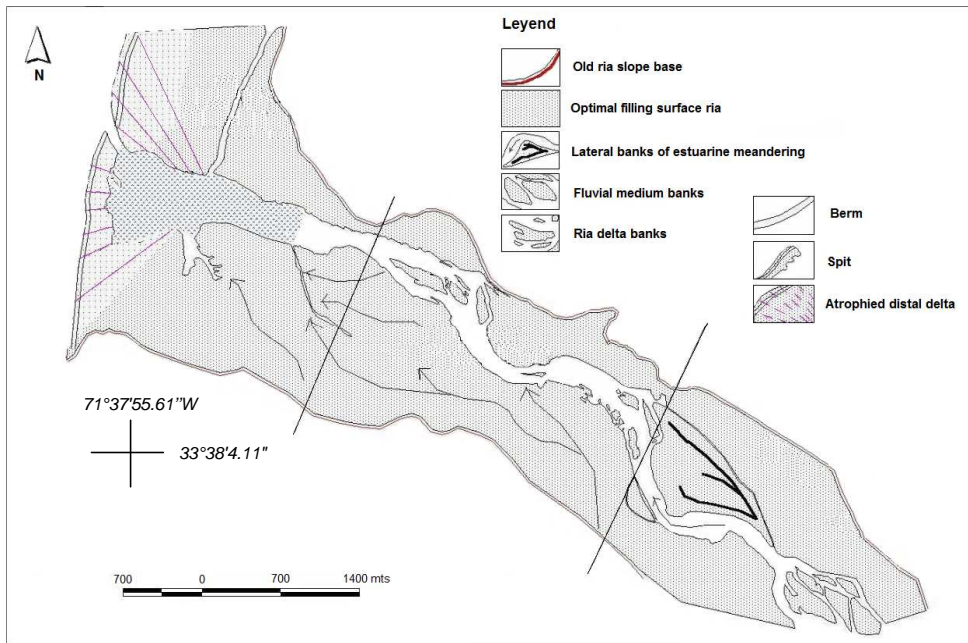 N
Leyend
Old ria slope base
Optimal filling surface ria
Lateral banks of estuarine meandering
Fluvial medium banks
Ria delta banks
Berm
Spit
Atrophied distal delta
71°37'55.61’’W
33°38'4.11"
700 0 700 1400 mts